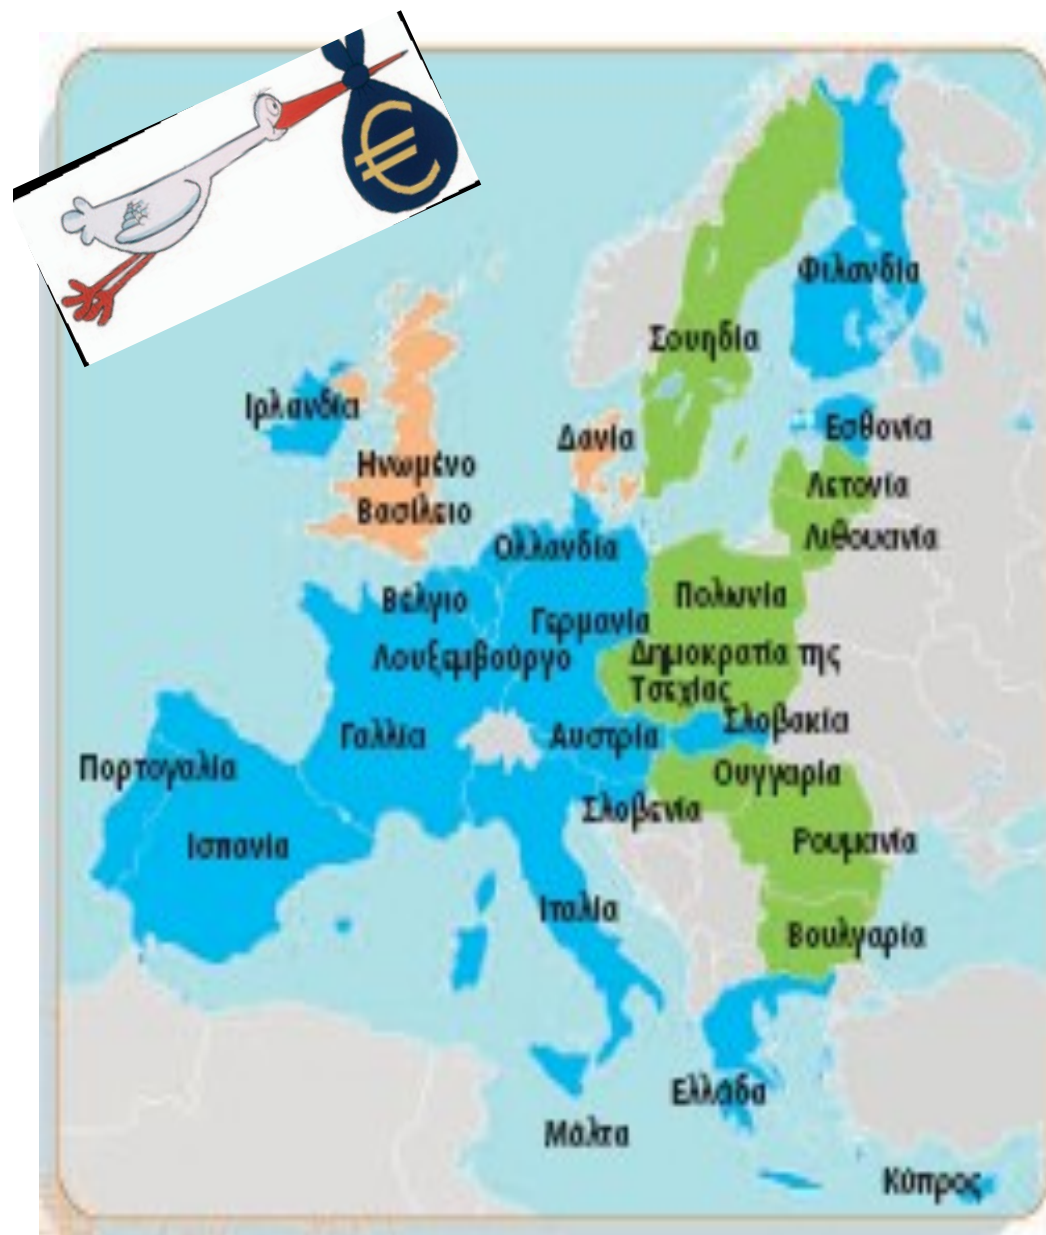 €
Φιλανδία
Σουηδία
Ιρλανδία
Εσθονία
Δανία
Ηνωμένο
Βασίλειο
Λετονία
Λιθουανία
Ολλανδία
Βέλγιο
Πολωνία
Γερμανία
Λουξεμβούργο
Δημοκρατία της
Τσεχίας
Σλοβακία
Γαλλία
Αυστρία
Πορτογαλία
Ουγγαρία
Σλοβενία
Ισπανία
Ρουμανία
Ιταλία
Βουλγαρία
Ελλάδα
Μάλτα
Κύπρος